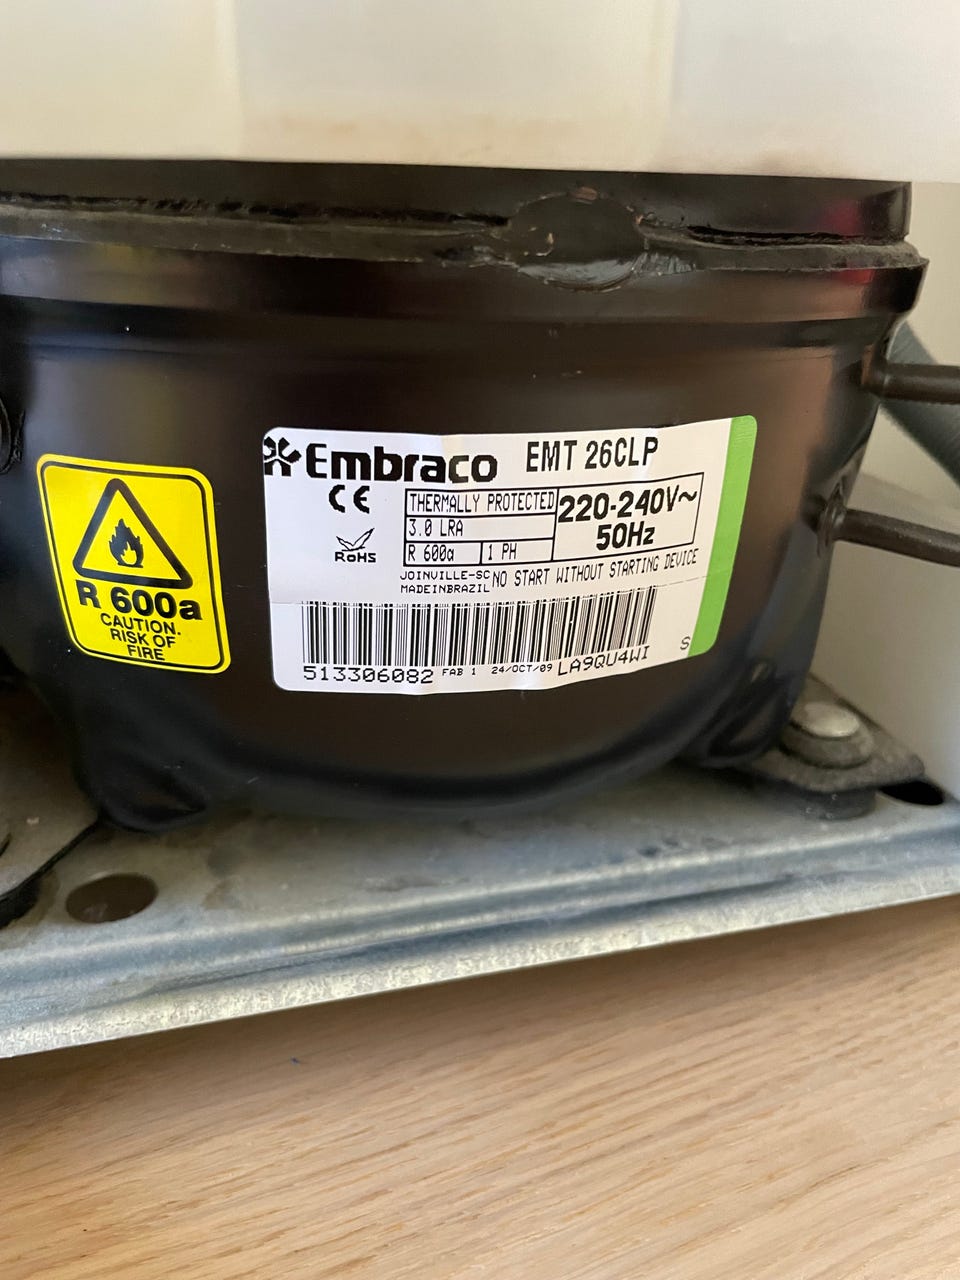 Embraco EMT 26CLP
CE
THERMALLY PROTECTED
3.0 LRA
R 600a 1 PH
220-240V~
50Hz
RoHS
JOINVILLE-SC
MADEINBRAZIL
NO START WITHOUT STARTING DEVICE
S
513306082 FAB 1 24/OCT/09 LA9QU4WI
R 600a
CAUTION.
RISK OF
FIRE